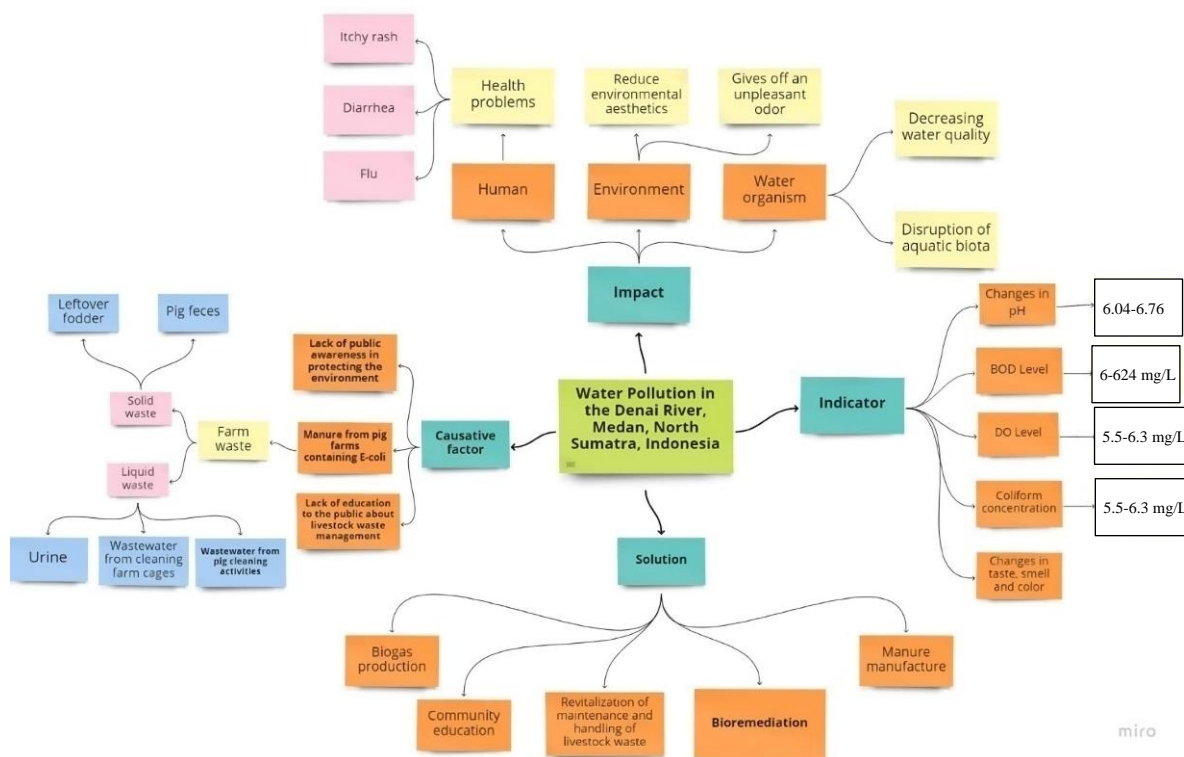 Itchy rash
Diarrhea
Flu
Health
problems
Reduce
environmental
aesthetics
Gives off an
unpleasant
odor
Decreasing
water quality
Human
Environment
Water
organism
Disruption of
aquatic biota
Impact
Leftover
fodder
Pig feces
Solid
waste
Farm
waste
Liquid
waste
Urine
Wastewater
from cleaning
farm cages
Wastewater from
pig cleaning
activities
Lack of public
awareness in
protecting the
environment
Manure from pig
farms
containing E-coli
Lack of education
to the public about
livestock waste
management
Causative
factor
Water Pollution in
the Denai River,
Medan, North
Sumatra, Indonesia
Indicator
Changes in
pH
6.04-6.76
BOD Level
6-624 mg/L
DO Level
5.5-6.3 mg/L
Coliform
concentration
5.5-6.3 mg/L
Changes in
taste, smell
and color
Solution
Biogas
production
Community
education
Revitalization of
maintenance and
handling of
livestock waste
Bioremediation
Manure
manufacture
miro